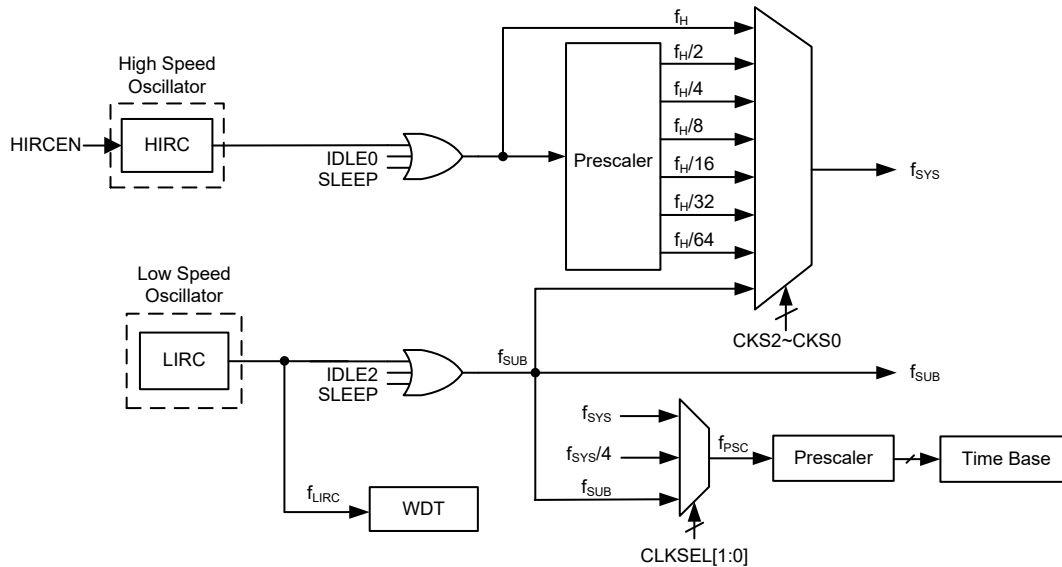 f_H
High Speed
Oscillator
f_H/2
f_H/4
HIRCEN
HIRC
f_H/8
IDLE0
SLEEP
Prescaler
f_H/16
f_SYS
f_H/32
f_H/64
Low Speed
Oscillator
CKS2~CKS0
LIRC
IDLE2
SLEEP
f_SUB
f_SUB
f_SYS
f_SYS/4
f_PSC
Prescaler
Time Base
f_SUB
f_LIRC
WDT
CLKSEL[1:0]